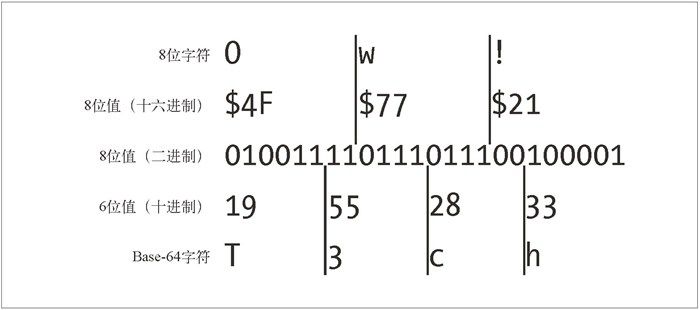 8位字符 O w !
8位值（十六进制） $4F $77 $21
8位值（二进制） 010011110111011100100001
6位值（十进制） 19 55 28 33
Base-64字符 T 3 c h